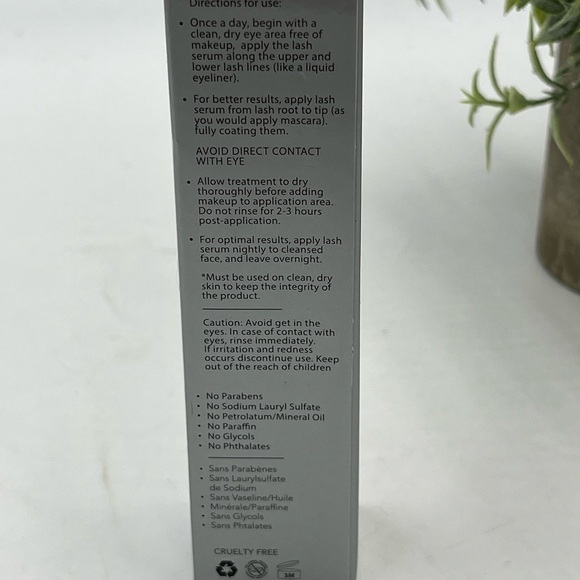 Directions for use:
• Once a day, begin with a
clean, dry eye area free of
makeup, apply the lash
serum along the upper and
lower lash lines (like a liquid
eyeliner).
• For better results, apply lash
serum from lash root to tip (as
you would apply mascara).
fully coating them.
AVOID DIRECT CONTACT
WITH EYE
• Allow treatment to dry
thoroughly before adding
makeup to application area.
Do not rinse for 2-3 hours
post-application.
• For optimal results, apply lash
serum nightly to cleansed
face, and leave overnight.
*Must be used on clean, dry
skin to keep the integrity of
the product.
Caution: Avoid get in the
eyes. In case of contact with
eyes, rinse immediately.
If irritation and redness
occurs discontinue use. Keep
out of the reach of children
• No Parabens
• No Sodium Lauryl Sulfate
• No Petrolatum/Mineral Oil
• No Paraffin
• No Glycols
• No Phthalates
• Sans Parabènes
• Sans Laurylsulfate
de Sodium
• Sans Vaseline/Huile
• Minérale/Paraffine
• Sans Glycols
• Sans Phtalates
CRUELTY FREE